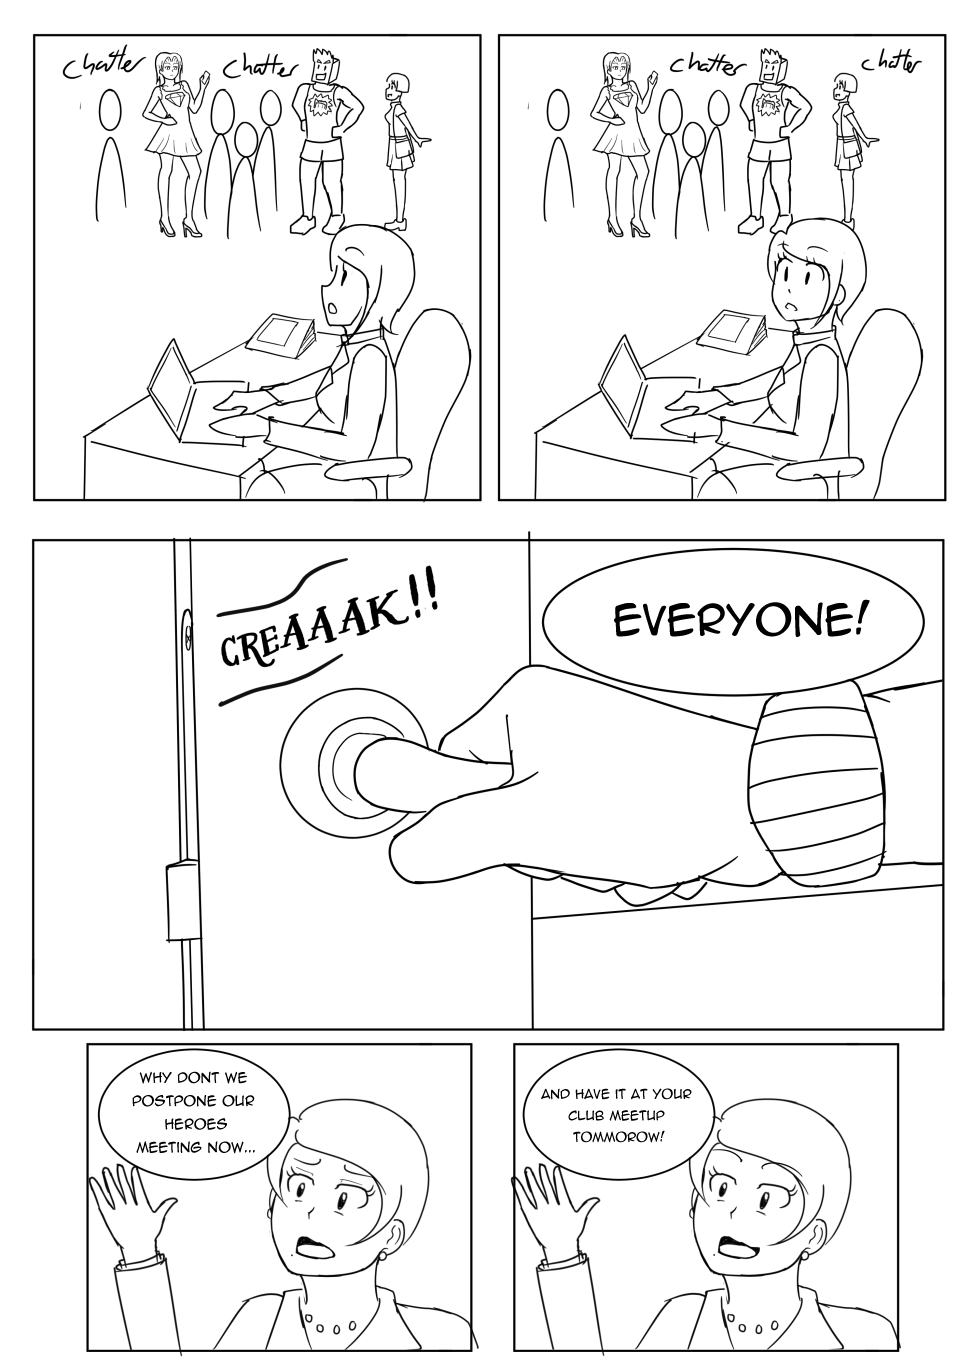 chatter
chatter
chatter
chatter
CREAAAK!!
EVERYONE!
WHY DONT WE
POSTPONE OUR
HEROES
MEETING NOW...
AND HAVE IT AT YOUR
CLUB MEETUP
TOMMOROW!